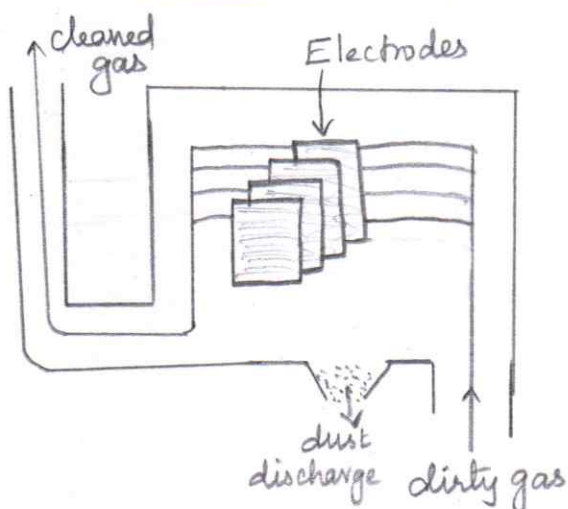 cleaned
gas
Electrodes
dust
discharge
dirty gas